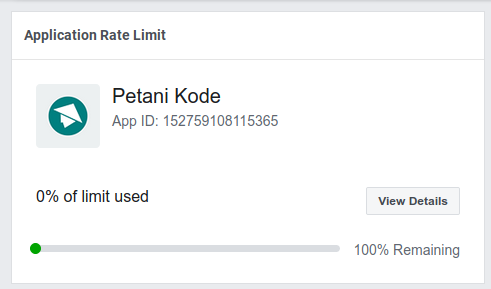 Application Rate Limit
Petani Kode
App ID: 152759108115365
0% of limit used
View Details
100% Remaining